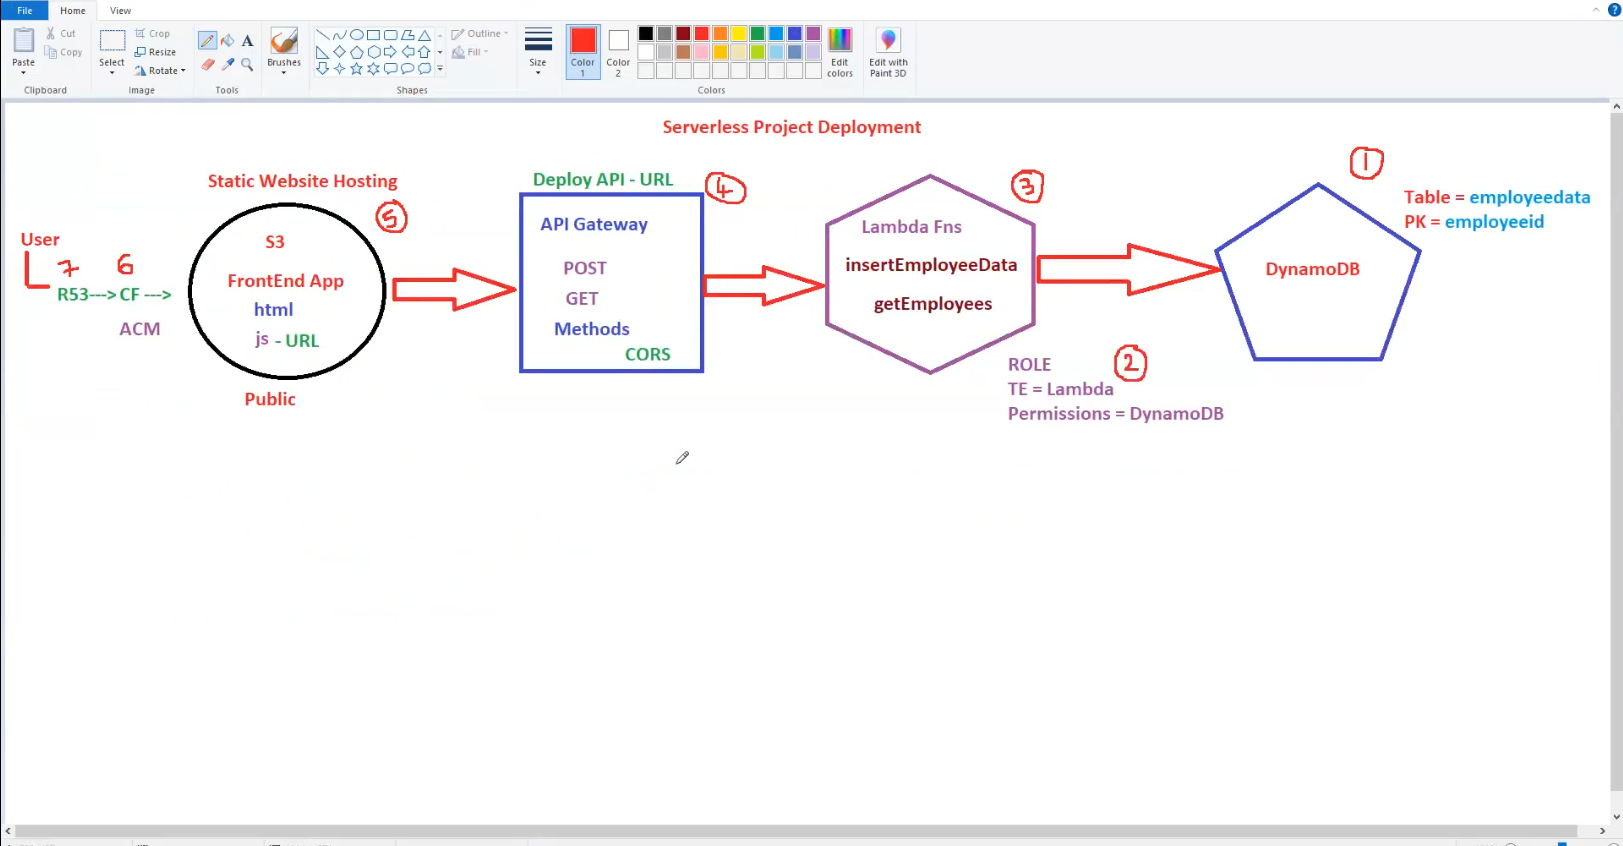 File Home View
Cut
Copy
Paste
Clipboard
Select
Crop
Resize
Rotate
Image
A
Tools
Brushes
Shapes
Outline
Fill
Size
Color 1
Color 2
Edit colors
Colors
Edit with Paint 3D
?
Serverless Project Deployment
User
7 6
R53---> CF --->
ACM
Static Website Hosting
5
S3
FrontEnd App
html
js - URL
Public
Deploy API - URL
4
API Gateway
POST
GET
Methods
CORS
3
Lambda Fns
insertEmployeeData
getEmployees
2
ROLE
TE = Lambda
Permissions = DynamoDB
1
Table = employeedata
PK = employeeid
DynamoDB